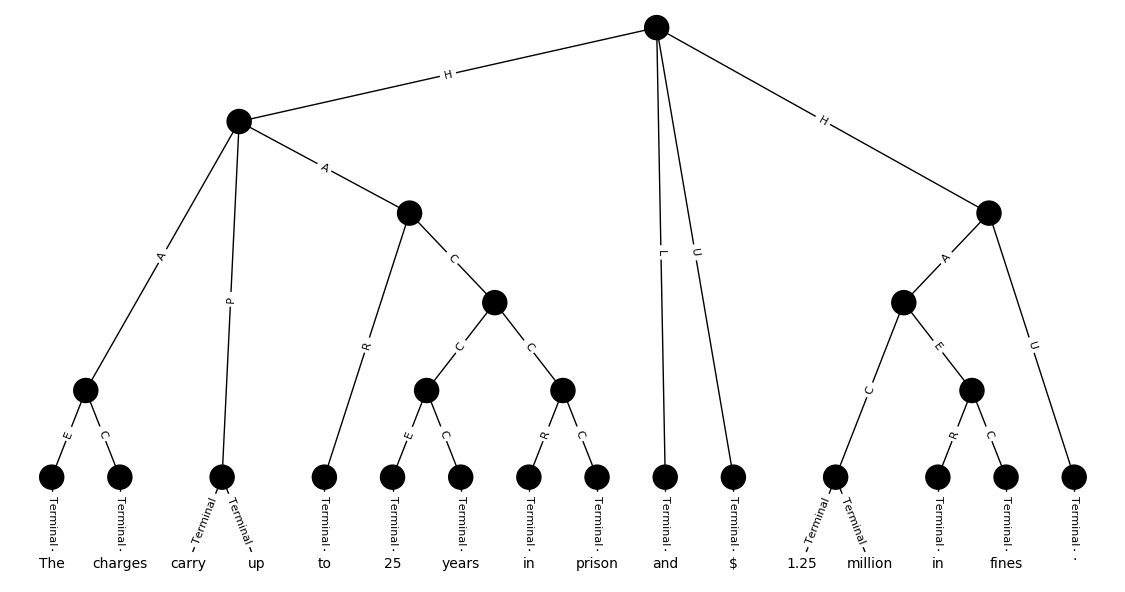 H
H
A
A
L
U
A
P
R
C
C
C
C
E
U
E
C
E
C
R
C
R
C
Terminal Terminal Terminal Terminal Terminal Terminal Terminal Terminal Terminal Terminal Terminal Terminal Terminal Terminal Terminal Terminal
The charges carry up to 25 years in prison and $ 1.25 million in fines .